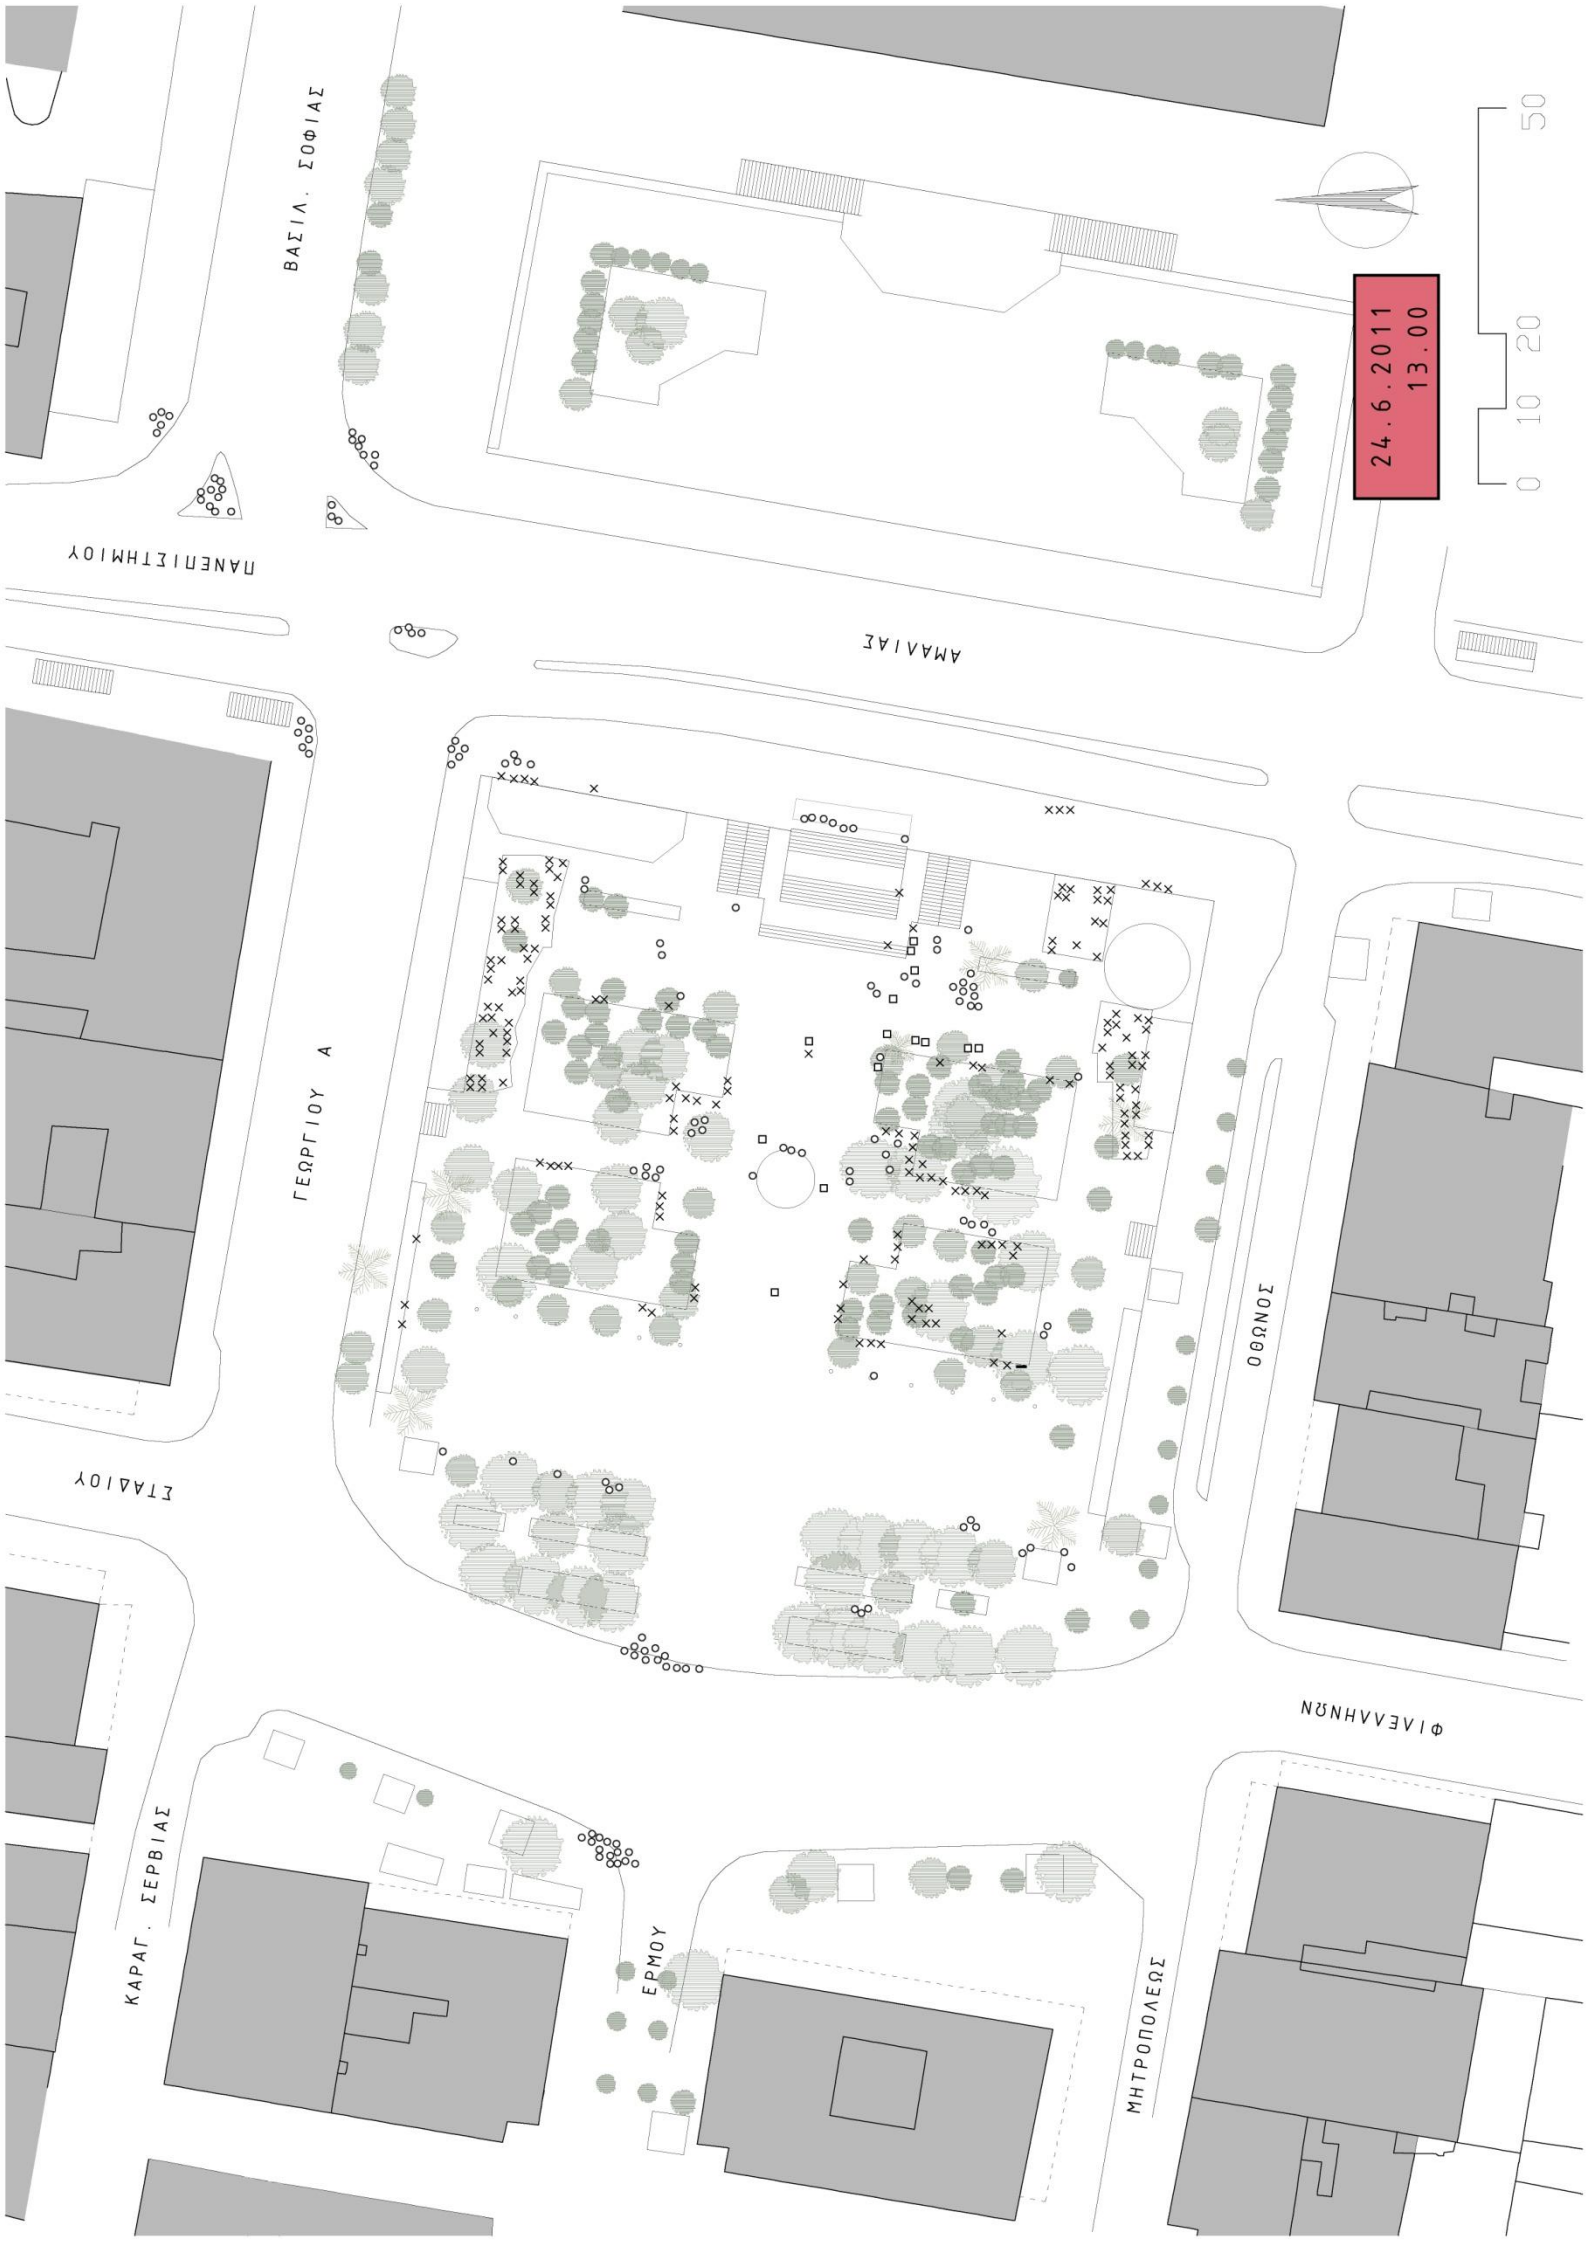 ΒΑΣΙΛ. ΣΟΦΙΑΣ
ΠΑΝΕΠΙΣΤΗΜΙΟΥ
ΑΜΑΛΙΑΣ
24.6.2011
13.00
0 10 20 50
ΓΕΩΡΓΙΟΥ Α
ΟΘΩΝΟΣ
ΣΤΑΔΙΟΥ
ΦΙΛΕΛΛΗΝΩΝ
ΚΑΡΑΓ. ΣΕΡΒΙΑΣ
ΕΡΜΟΥ
ΜΗΤΡΟΠΟΛΕΩΣ